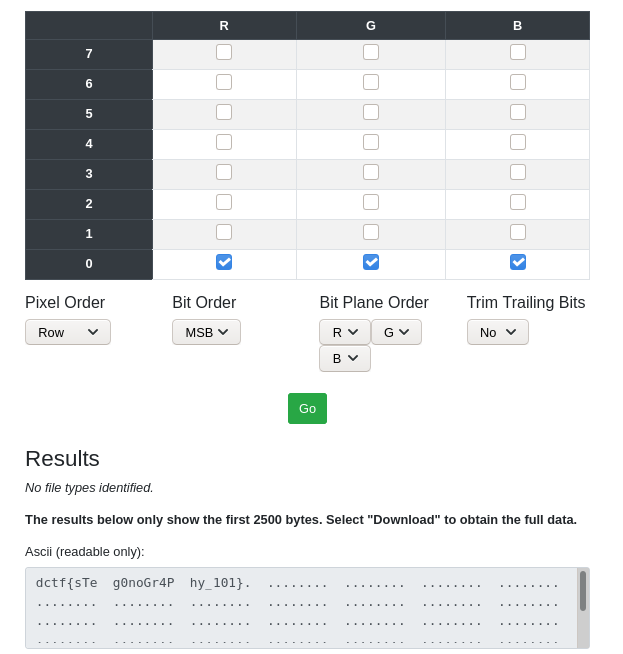 R G B
7
6
5
4
3
2
1
0
Pixel Order Bit Order Bit Plane Order Trim Trailing Bits
Row MSB R G No
B
Go
Results
No file types identified.
The results below only show the first 2500 bytes. Select "Download" to obtain the full data.
Ascii (readable only):
dctf{sTe g0noGr4P hy_101}. ........ ........ ........ ........
........ ........ ........ ........ ........ ........ ........
........ ........ ........ ........ ........ ........ ........
........ ........ ........ ........ ........ ........ ........